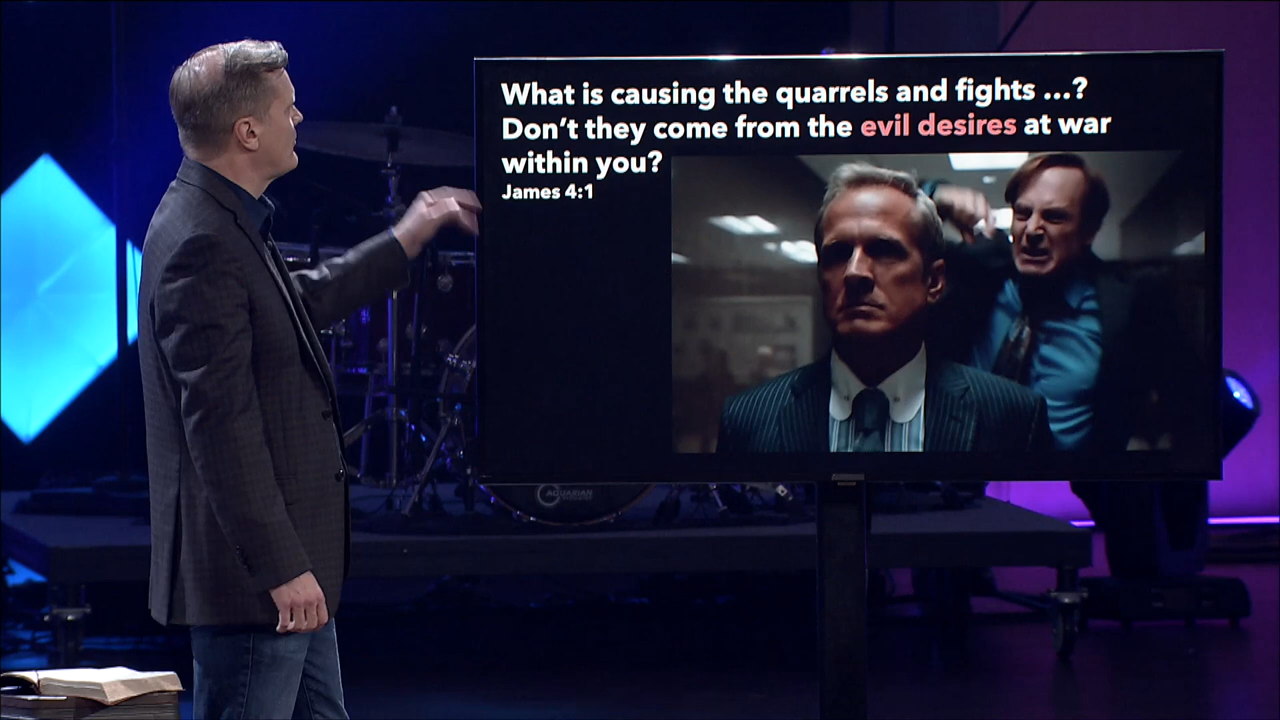 What is causing the quarrels and fights ...?
Don't they come from the evil desires at war
within you?
James 4:1
AQUARIAN